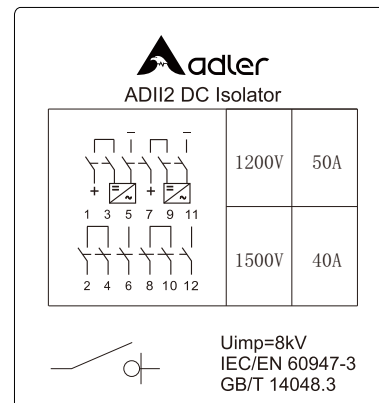 adler
ADII2 DC Isolator
− −
+ = ~ + = ~
1 3 5 7 9 11
2 4 6 8 10 12
1200V 50A
1500V 40A
Uimp=8kV
IEC/EN 60947-3
GB/T 14048.3